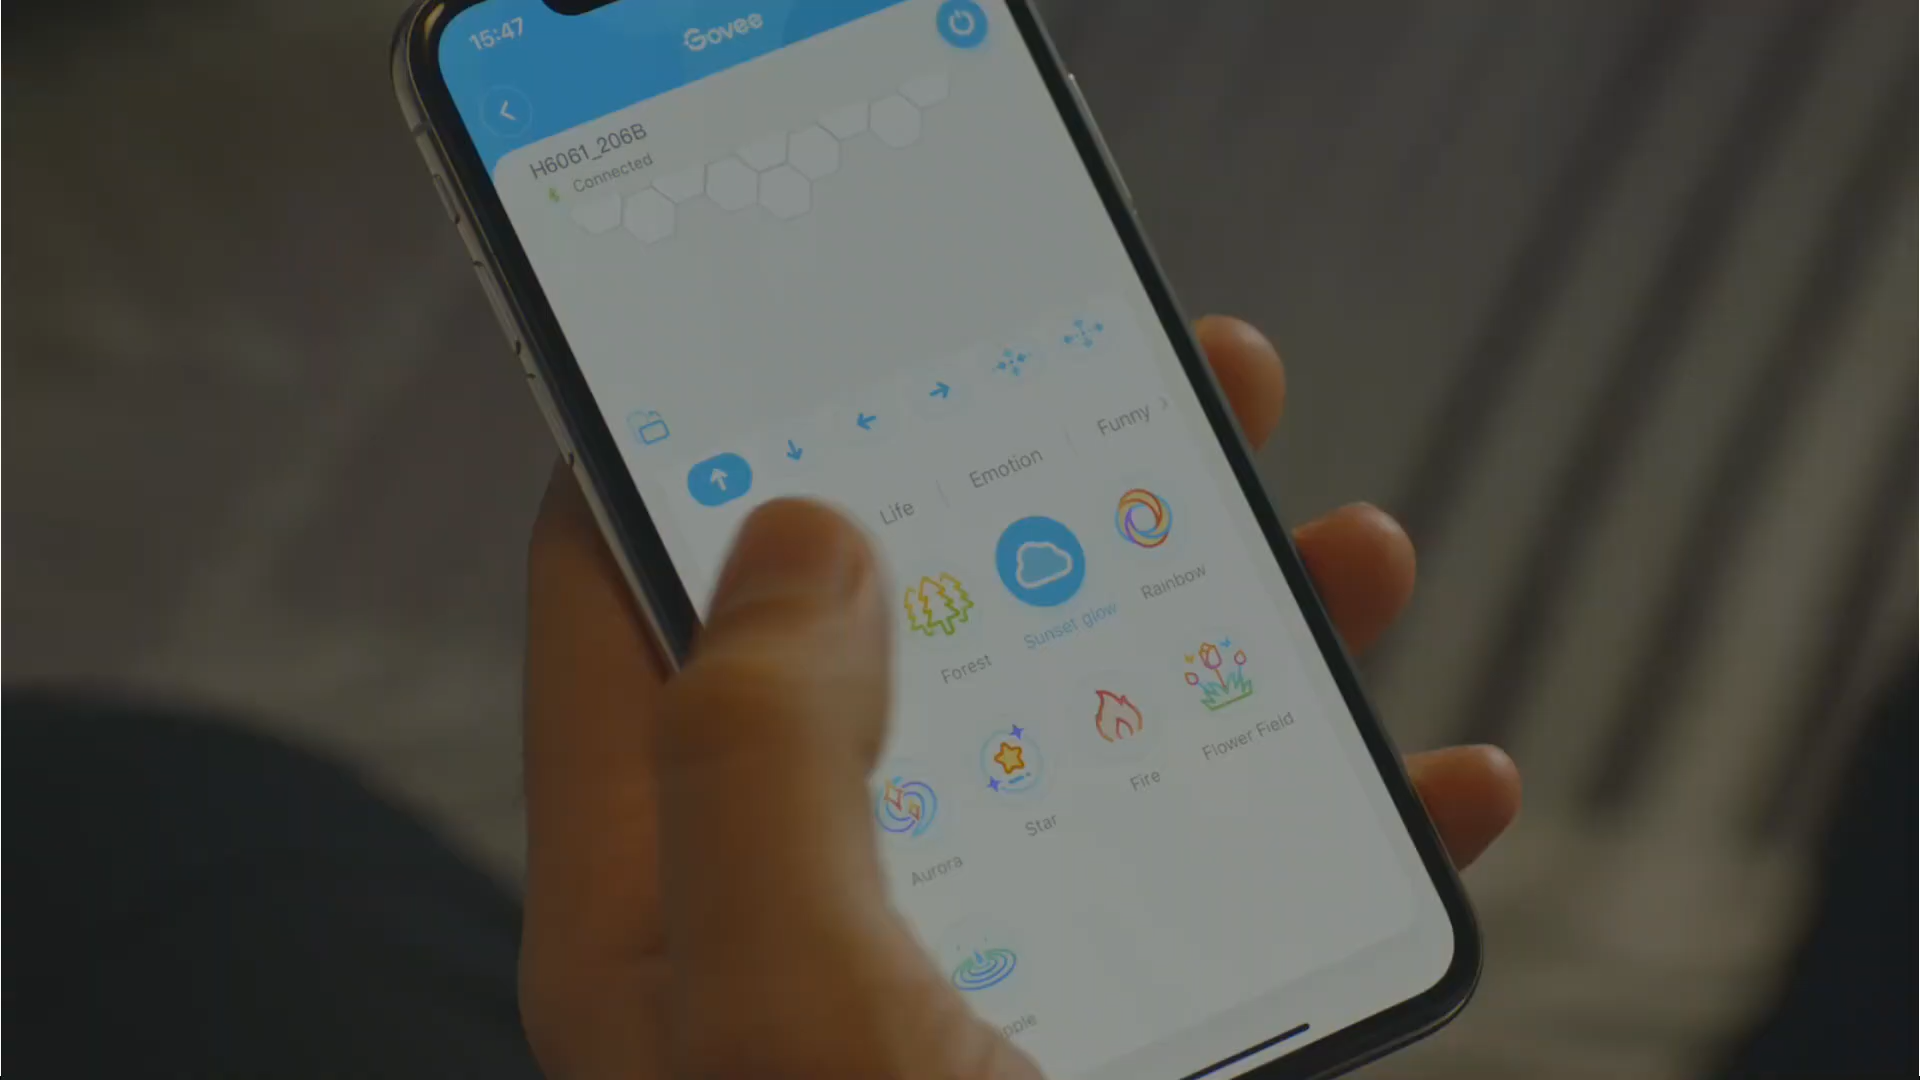 15:47
Govee
H6061_206B
Connected
Life
Emotion
Funny
Forest
Sunset glow
Rainbow
Aurora
Star
Fire
Flower Field